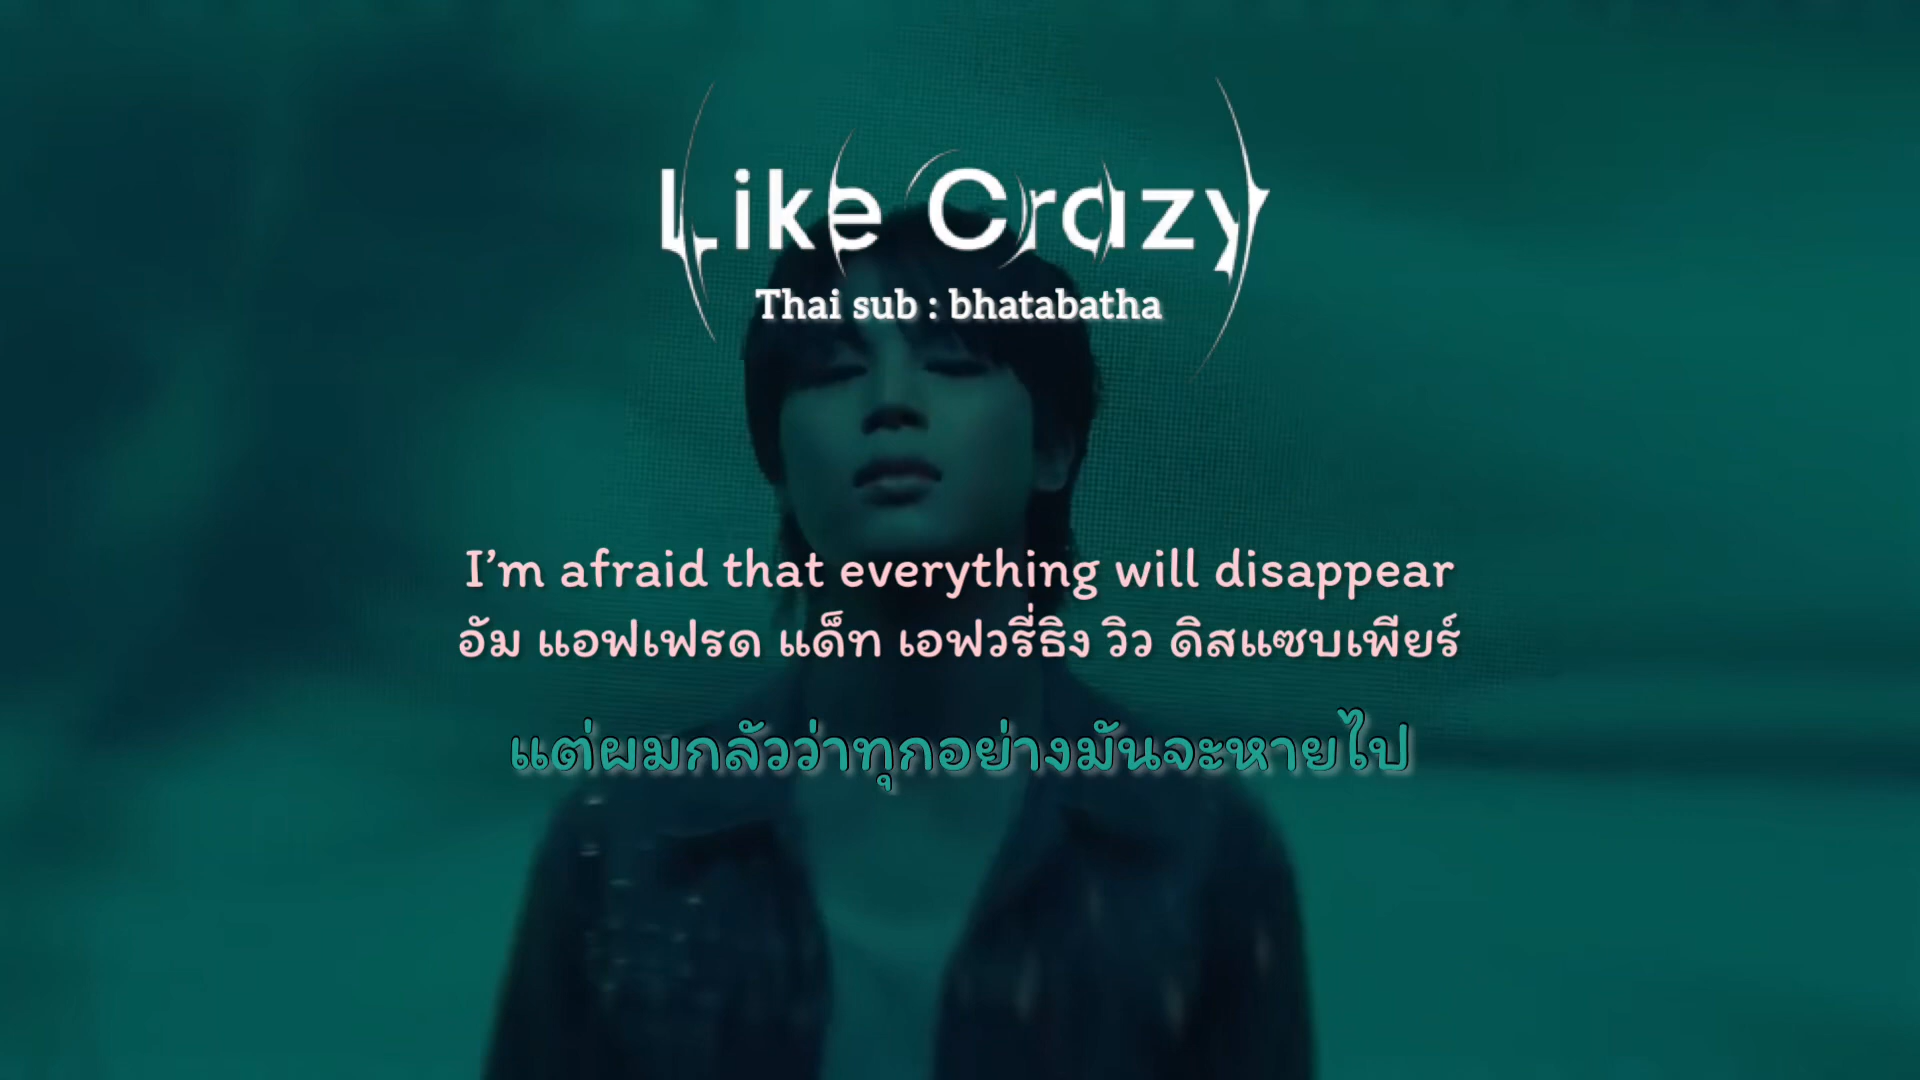 Like Crazy
Thai sub : bhatabatha
I'm afraid that everything will disappear
อัม แอฟเฟรด แด็ท เอฟวรี่ธิง วิว ดิสแซบเพียร์
แต่ผมกลัวว่าทุกอย่างมันจะหายไป